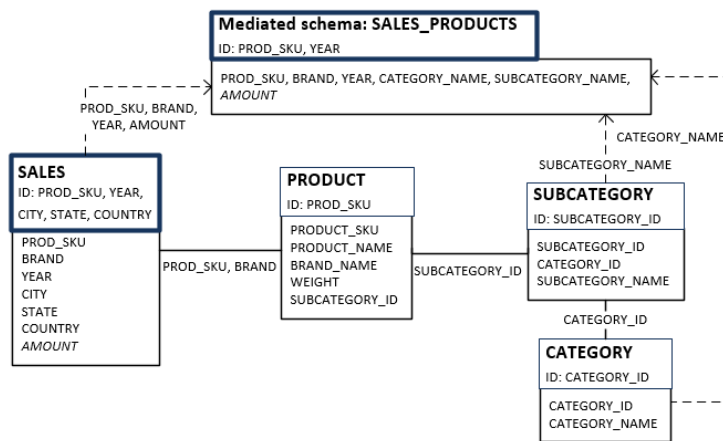 Mediated schema: SALES_PRODUCTS
ID: PROD_SKU, YEAR
PROD_SKU, BRAND, YEAR, CATEGORY_NAME, SUBCATEGORY_NAME,
AMOUNT
PROD_SKU, BRAND,
YEAR, AMOUNT
CATEGORY_NAME
SUBCATEGORY_NAME
SALES
ID: PROD_SKU, YEAR,
CITY, STATE, COUNTRY
PROD_SKU
BRAND
YEAR
CITY
STATE
COUNTRY
AMOUNT
PROD_SKU, BRAND
PRODUCT
ID: PROD_SKU
PRODUCT_SKU
PRODUCT_NAME
BRAND_NAME
WEIGHT
SUBCATEGORY_ID
SUBCATEGORY_ID
SUBCATEGORY
ID: SUBCATEGORY_ID
SUBCATEGORY_ID
CATEGORY_ID
SUBCATEGORY_NAME
CATEGORY_ID
CATEGORY
ID: CATEGORY_ID
CATEGORY_ID
CATEGORY_NAME